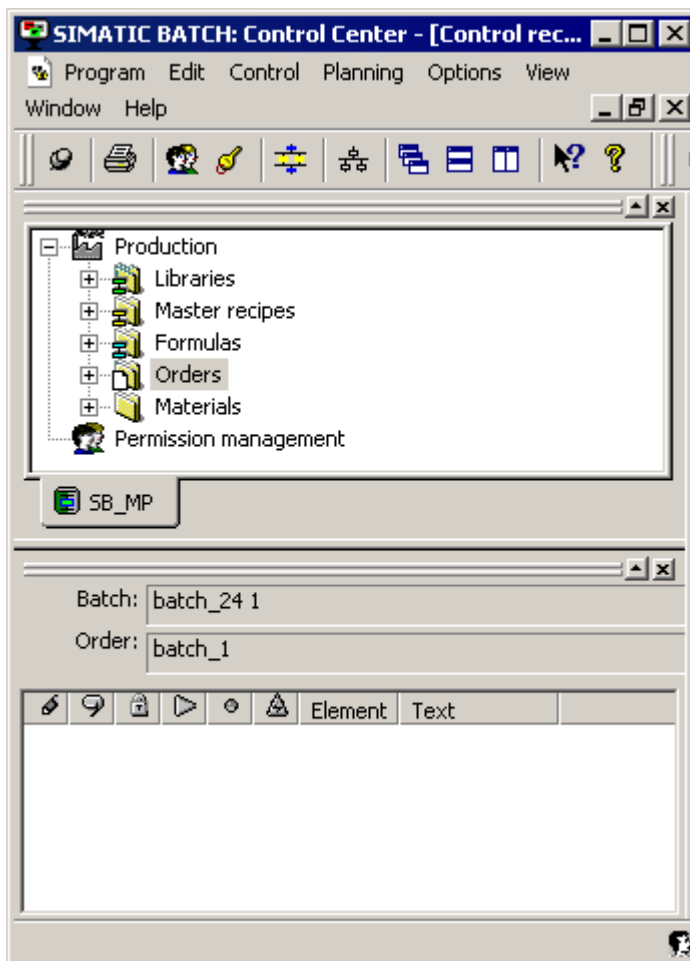 SIMATIC BATCH: Control Center - [Control rec...
Program Edit Control Planning Options View
Window Help
Production
Libraries
Master recipes
Formulas
Orders
Materials
Permission management
SB_MP
Batch: batch_24 1
Order: batch_1
Element Text